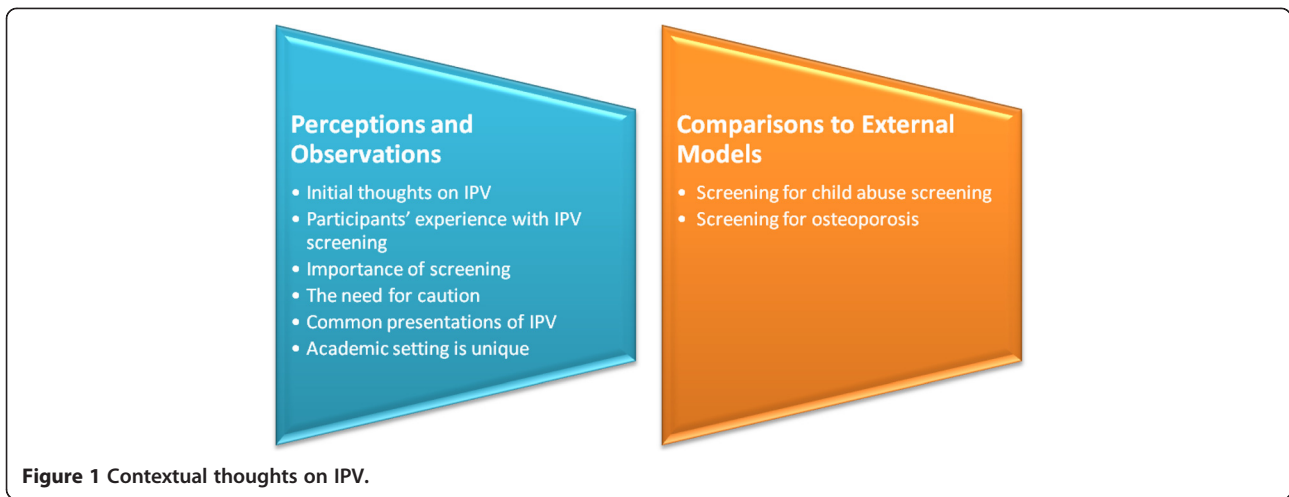 Perceptions and
Observations
• Initial thoughts on IPV
• Participants' experience with IPV
screening
• Importance of screening
• The need for caution
• Common presentations of IPV
• Academic setting is unique
Comparisons to External
Models
• Screening for child abuse screening
• Screening for osteoporosis
Figure 1 Contextual thoughts on IPV.